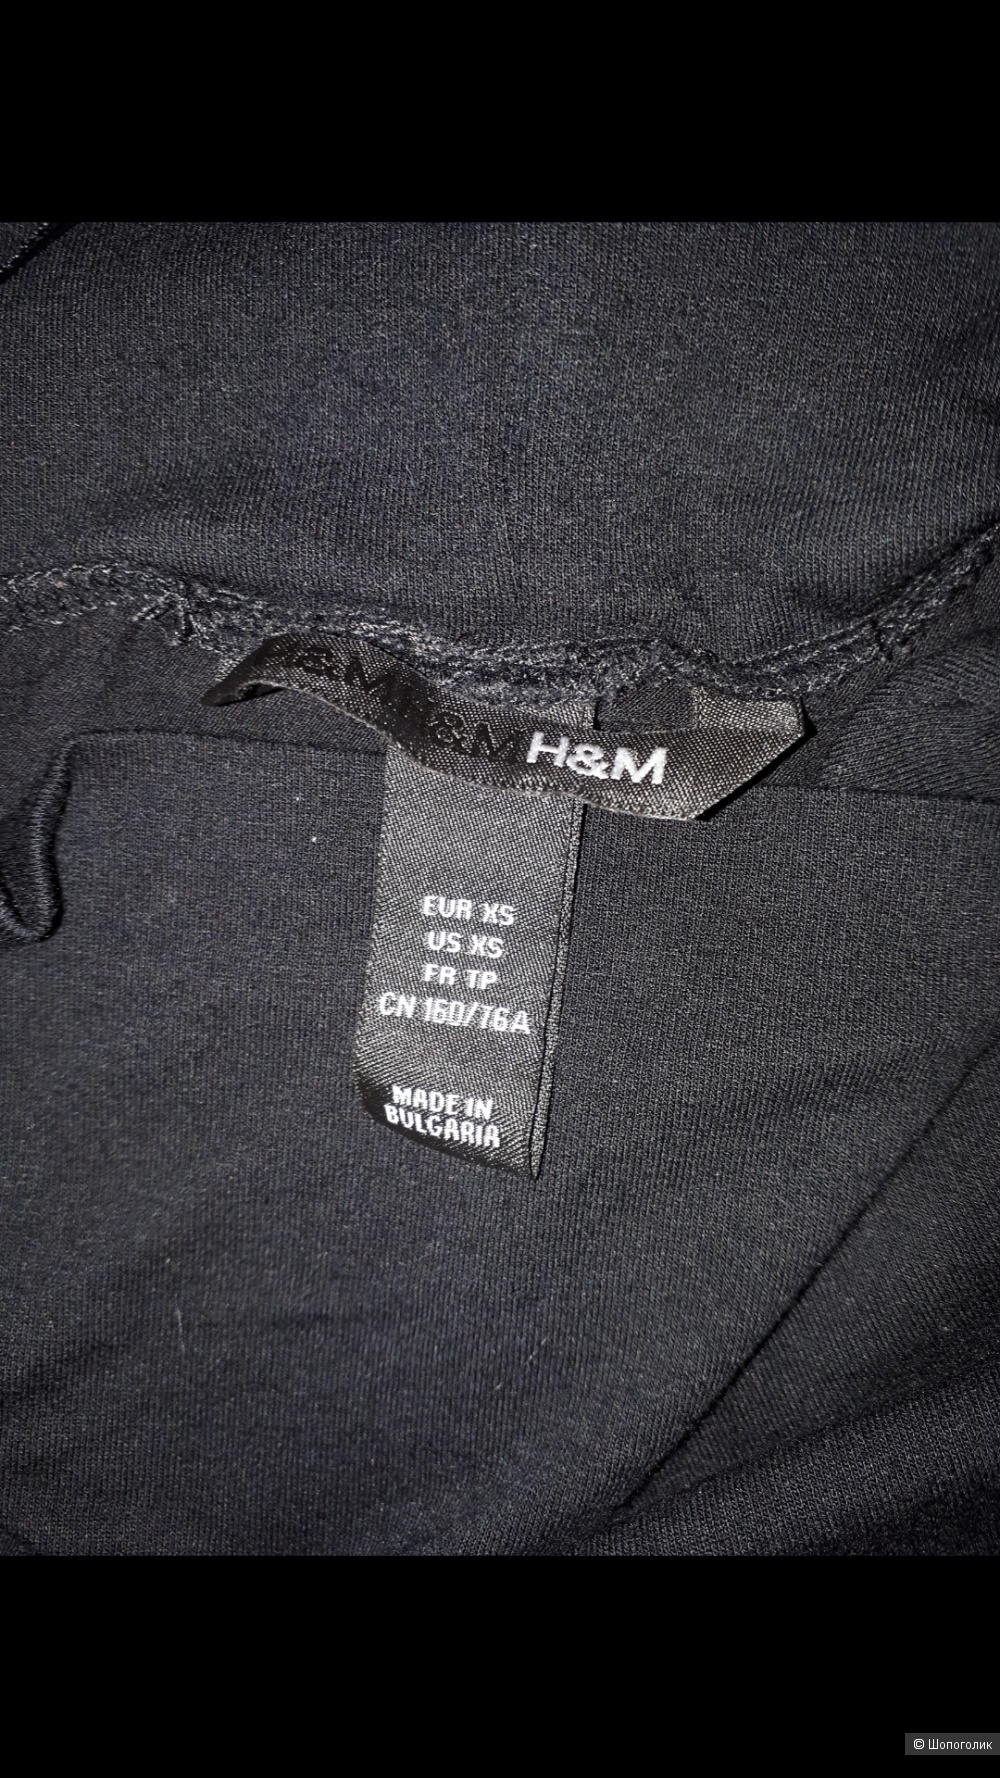 H&M H&M H&M
EUR XS
US XS
FR TP
CN 160/76A
MADE IN
BULGARIA
© Шопоголик